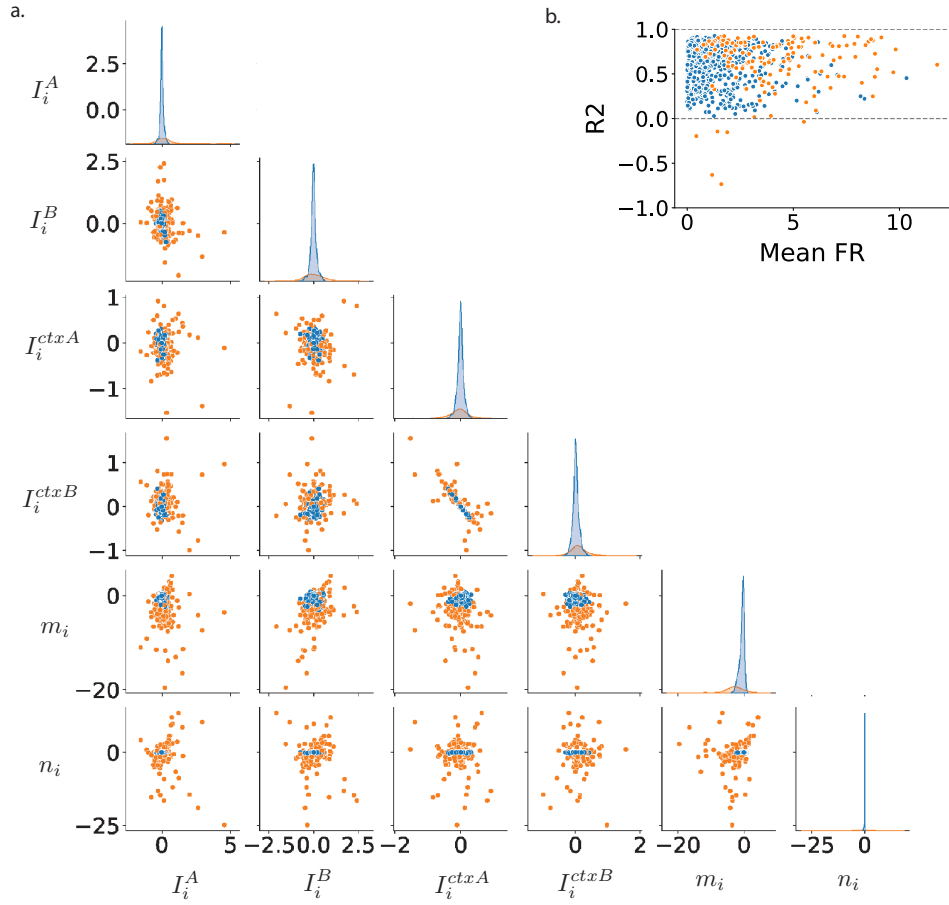 a.
b.
2.5
0.0
I_i^A
1.0
0.5
0.0
−0.5
−1.0
R2
0 5 10
Mean FR
2.5
0.0
I_i^B
1
0
−1
I_i^{ctxA}
1
0
−1
I_i^{ctxB}
0
−20
m_i
0
−25
n_i
0 5
−2.5 0.0 2.5
−2 0
0 2
−20 0
−25 0
I_i^A I_i^B I_i^{ctxA} I_i^{ctxB} m_i n_i